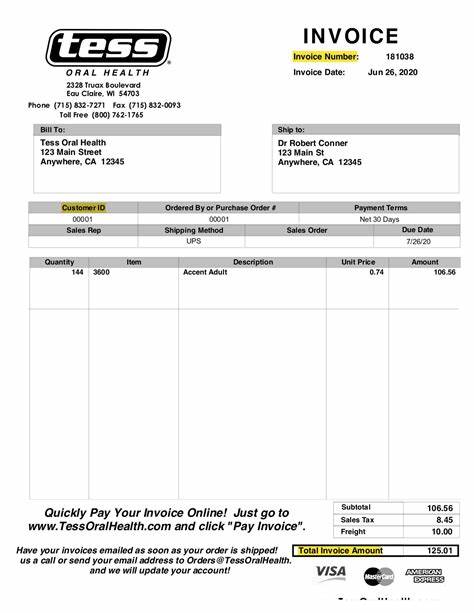 tess
ORAL HEALTH
2328 Truax Boulevard
Eau Claire, WI 54703
Phone (715) 832-7271 Fax (715) 832-0093
Toll Free (800) 762-1765
INVOICE
Invoice Number: 181038
Invoice Date: Jun 26, 2020
Bill To:
Tess Oral Health
123 Main Street
Anywhere, CA 12345
Ship to:
Dr Robert Conner
123 Main St
Anywhere, CA 12345
Customer ID Ordered By or Purchase Order # Payment Terms
00001 00001 Net 30 Days
Sales Rep Shipping Method Sales Order Due Date
UPS 7/26/20
Quantity Item Description Unit Price Amount
144 3600 Accent Adult 0.74 106.56
Quickly Pay Your Invoice Online! Just go to
www.TessOralHealth.com and click "Pay Invoice".
Subtotal 106.56
Sales Tax 8.45
Freight 10.00
Total Invoice Amount 125.01
Have your invoices emailed as soon as your order is shipped!
us a call or send your email address to Orders@TessOralHealth.
and we will update your account!
VISA MasterCard AMERICAN EXPRESS